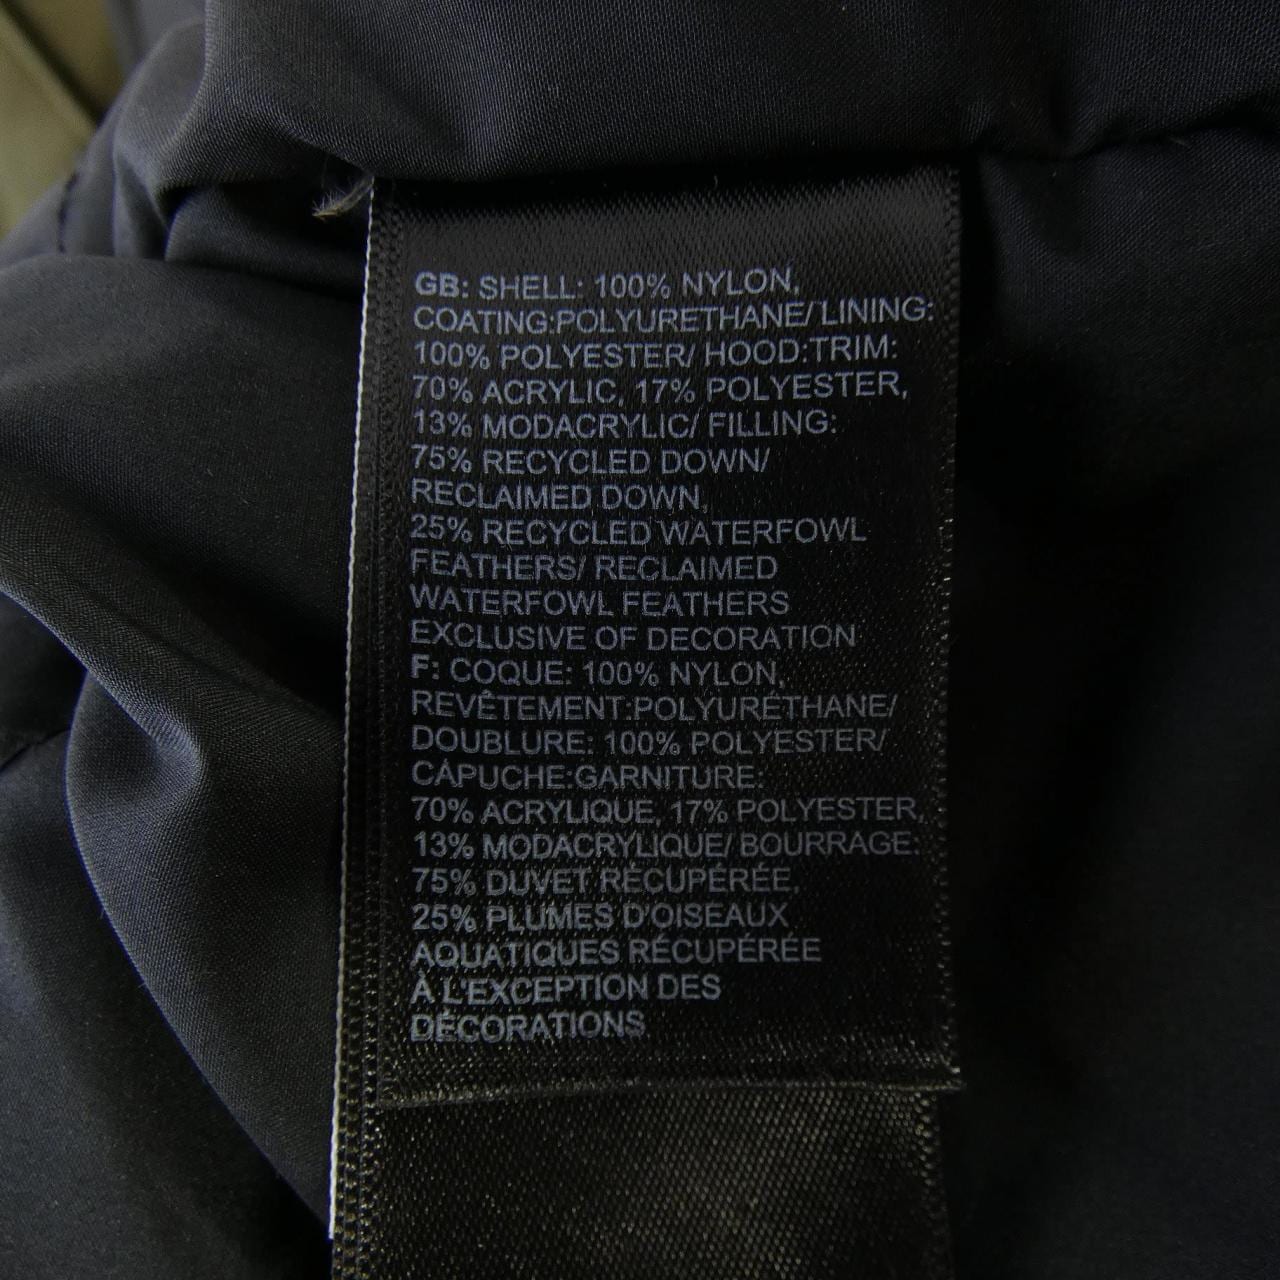 GB: SHELL: 100% NYLON,
COATING:POLYURETHANE/ LINING:
100% POLYESTER/ HOOD:TRIM:
70% ACRYLIC, 17% POLYESTER,
13% MODACRYLIC/ FILLING:
75% RECYCLED DOWN/
RECLAIMED DOWN,
25% RECYCLED WATERFOWL
FEATHERS/ RECLAIMED
WATERFOWL FEATHERS
EXCLUSIVE OF DECORATION
F: COQUE: 100% NYLON,
REVÊTEMENT:POLYURÉTHANE/
DOUBLURE: 100% POLYESTER/
CAPUCHE:GARNITURE:
70% ACRYLIQUE, 17% POLYESTER,
13% MODACRYLIQUE/ BOURRAGE:
75% DUVET RÉCUPÉRÉE,
25% PLUMES D'OISEAUX
AQUATIQUES RÉCUPÉRÉE
À L'EXCEPTION DES
DÉCORATIONS